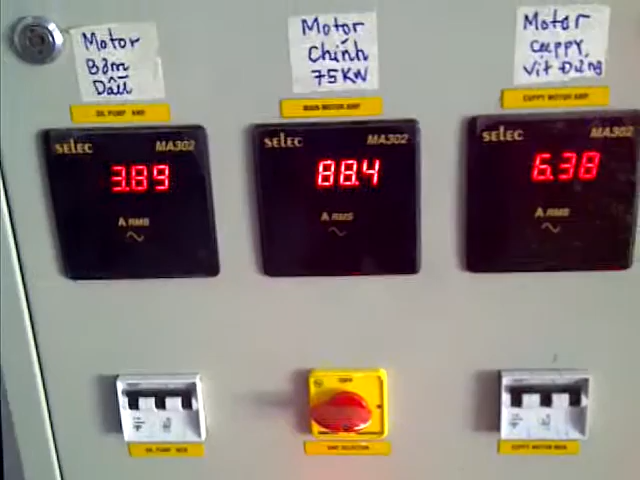 Motor
Bơm
Dầu
Motor
Chính
75KW
Motor
Cuppy
Vít Đứng
OIL PUMP AMP
MAIN MOTOR AMP
CUPPY MOTOR AMP
SELEC MA302
3.89
A RMS
SELEC MA302
88.4
A RMS
SELEC MA302
6.38
A RMS
OIL PUMP MCB
CUPPY MOTOR MCB